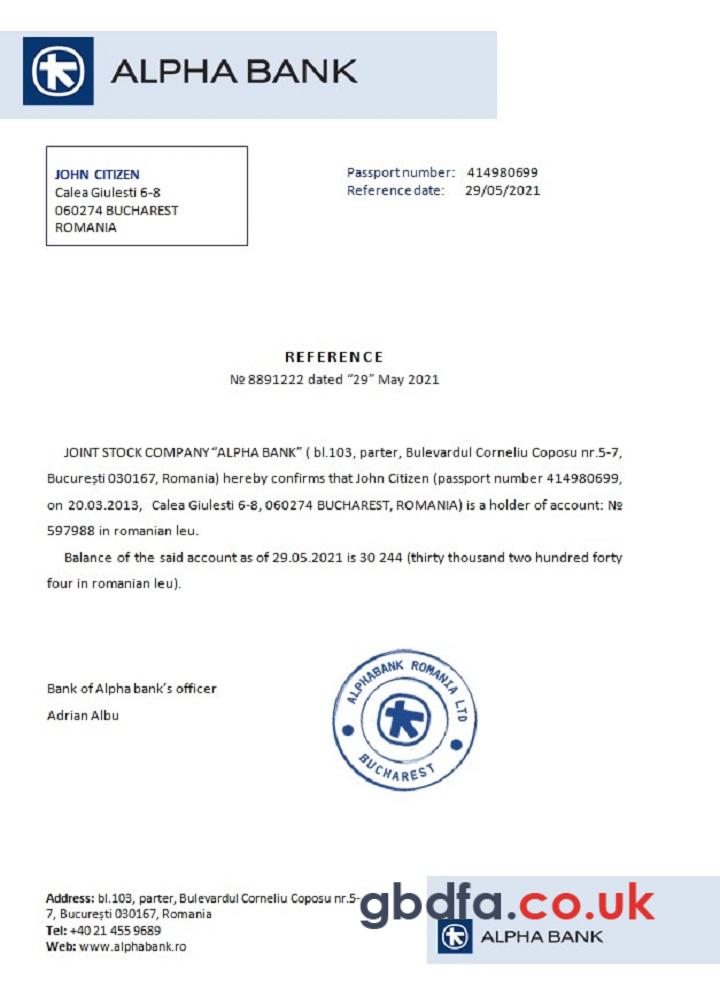 ALPHA BANK
JOHN CITIZEN
Calea Giulesti 6-8
060274 BUCHAREST
ROMANIA
Passport number: 414980699
Reference date: 29/05/2021
REFERENCE
№ 8891222 dated “29” May 2021
JOINT STOCK COMPANY “ALPHA BANK” ( bl.103, parter, Bulevardul Corneliu Coposu nr.5-7,
București 030167, Romania) hereby confirms that John Citizen (passport number 414980699,
on 20.03.2013, Calea Giulesti 6-8, 060274 BUCHAREST, ROMANIA) is a holder of account: №
597988 in romanian leu.
Balance of the said account as of 29.05.2021 is 30 244 (thirty thousand two hundred forty
four in romanian leu).
Bank of Alpha bank’s officer
Adrian Albu
ALPHABANK ROMANIA LTD
BUCHAREST
Address: bl.103, parter, Bulevardul Corneliu Coposu nr.5-
7, București 030167, Romania
Tel: +40 21 455 9689
Web: www.alphabank.ro
gbdfa.co.uk
ALPHA BANK